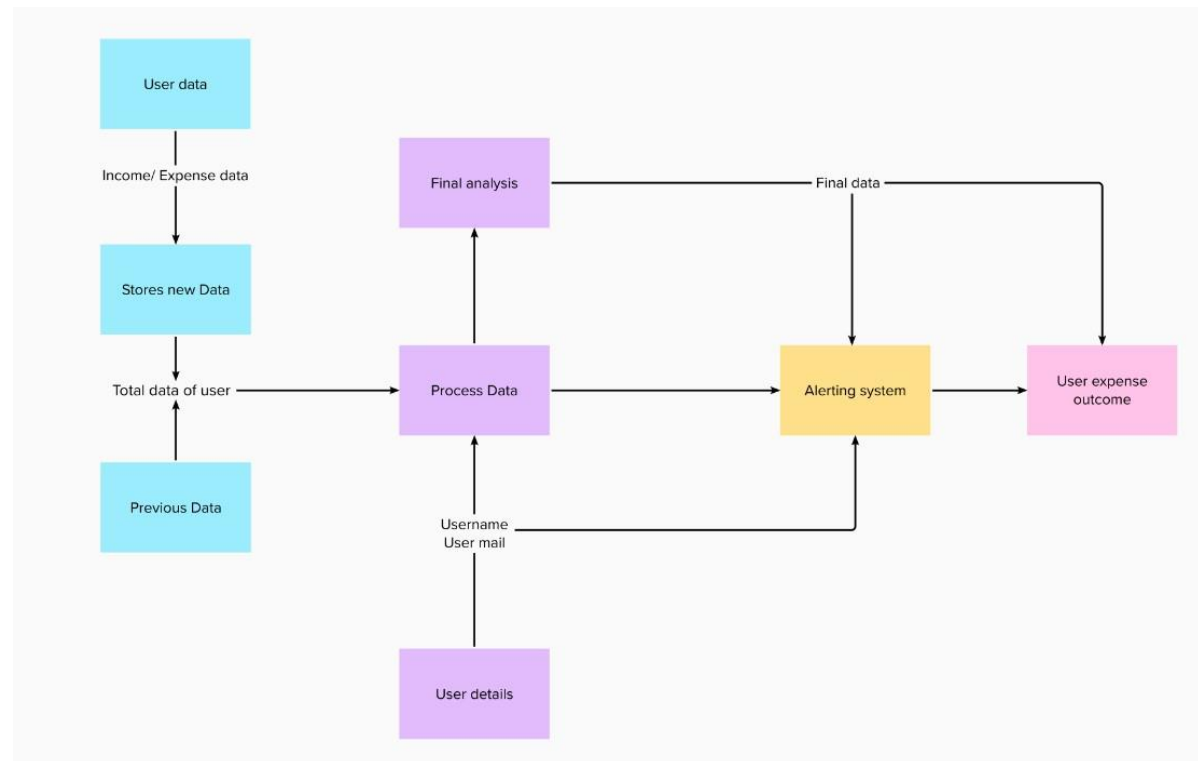 User data
Income/ Expense data
Stores new Data
Total data of user
Previous Data
Final analysis
Final data
Process Data
Alerting system
User expense
outcome
Username
User mail
User details